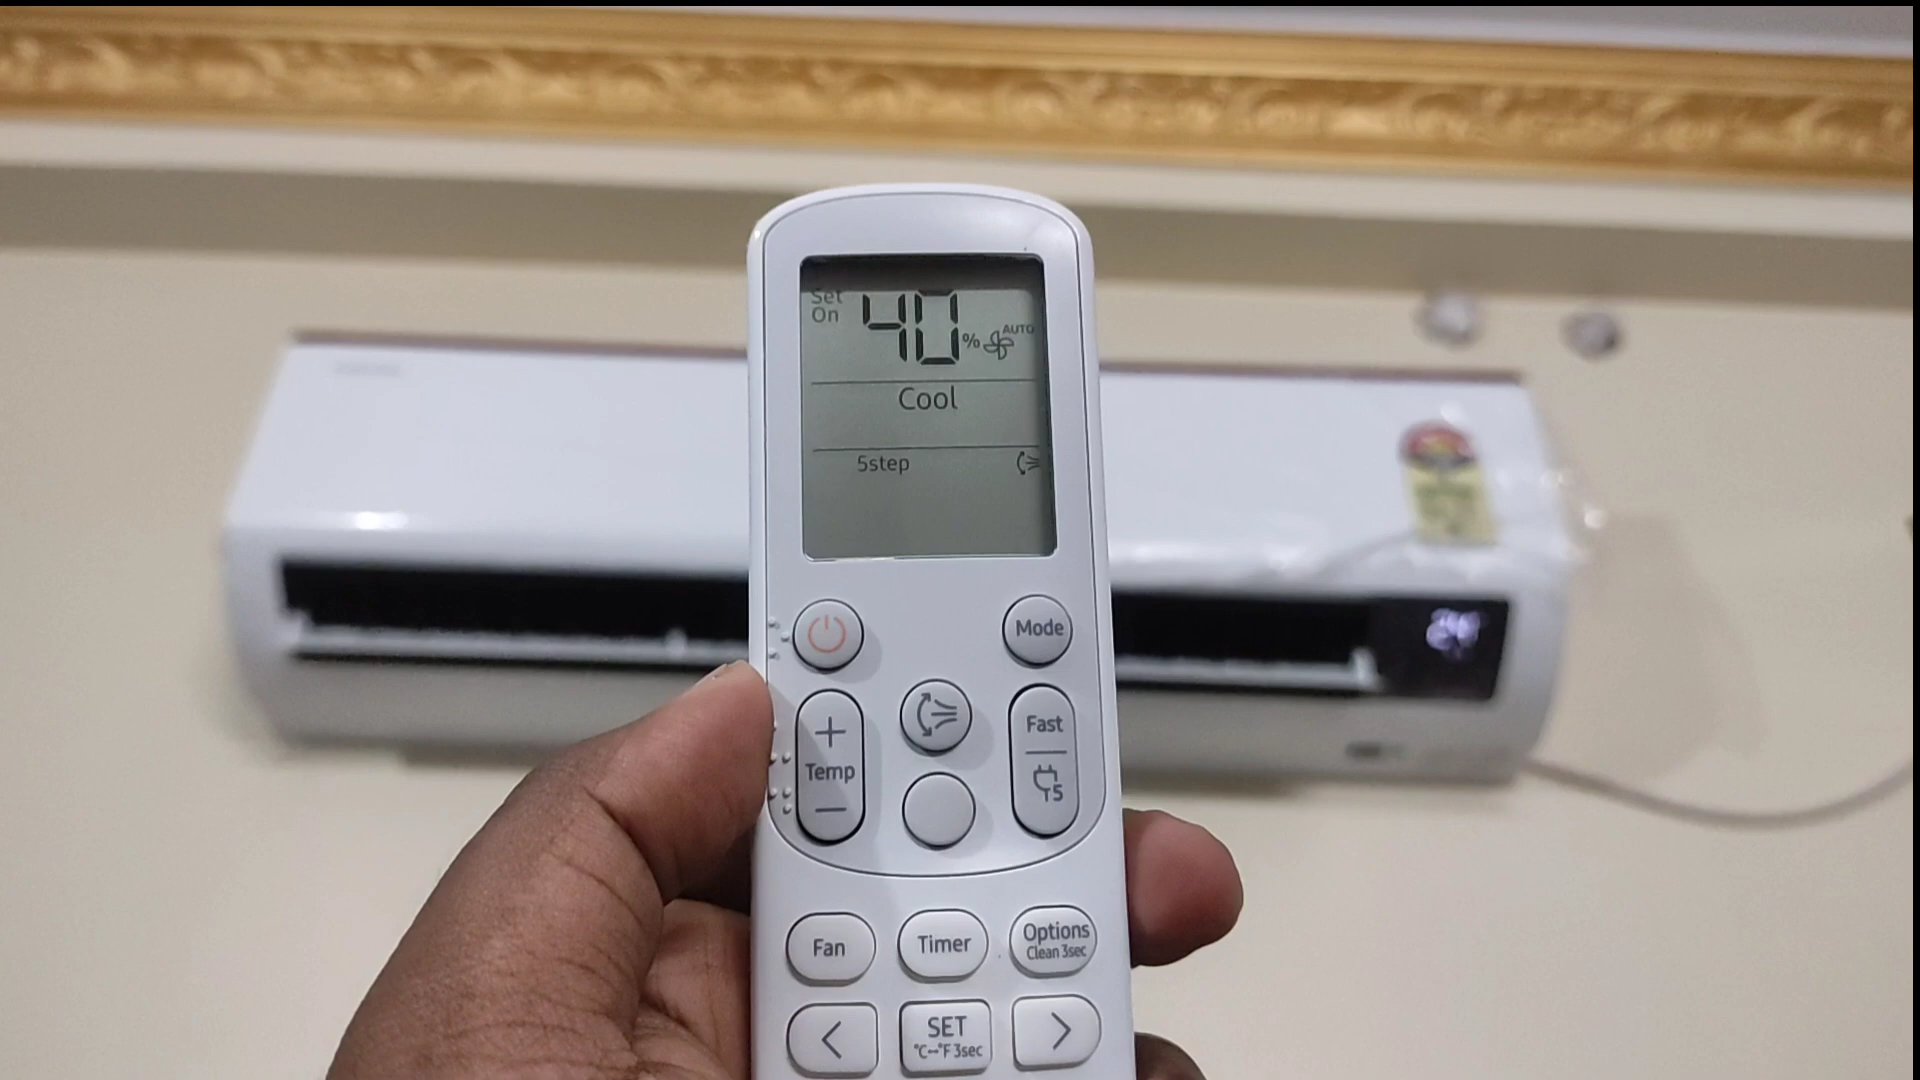 Set
On
40%
AUTO
Cool
5step
Mode
+
Temp
−
Fast
5
Fan
Timer
Options
Clean 3sec
<
SET
>
°C↔°F 3sec